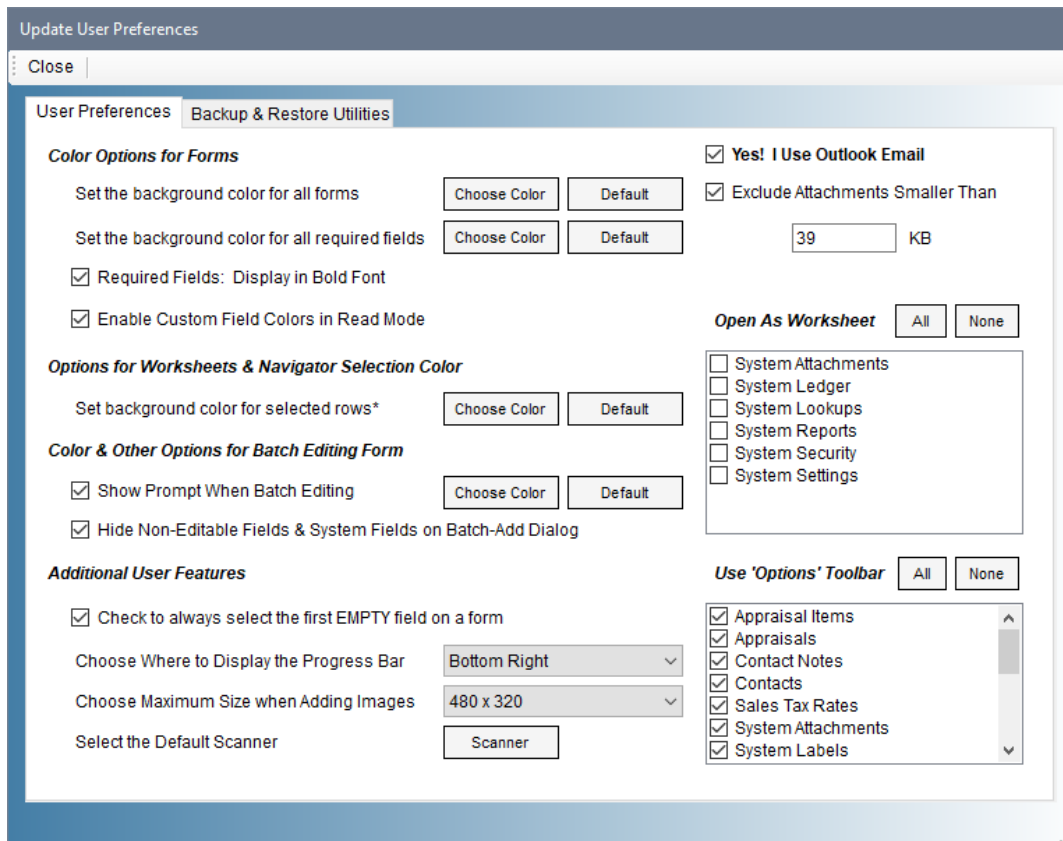 Update User Preferences
Close
User Preferences
Backup & Restore Utilities
Color Options for Forms
Set the background color for all forms
Choose Color
Default
Set the background color for all required fields
Choose Color
Default
Required Fields:  Display in Bold Font
Enable Custom Field Colors in Read Mode
Options for Worksheets & Navigator Selection Color
Set background color for selected rows*
Choose Color
Default
Color & Other Options for Batch Editing Form
Show Prompt When Batch Editing
Choose Color
Default
Hide Non-Editable Fields & System Fields on Batch-Add Dialog
Additional User Features
Check to always select the first EMPTY field on a form
Choose Where to Display the Progress Bar
Bottom Right
Choose Maximum Size when Adding Images
480 x 320
Select the Default Scanner
Scanner
Yes!  I Use Outlook Email
Exclude Attachments Smaller Than
39
KB
Open As Worksheet
All
None
System Attachments
System Ledger
System Lookups
System Reports
System Security
System Settings
Use 'Options' Toolbar
All
None
Appraisal Items
Appraisals
Contact Notes
Contacts
Sales Tax Rates
System Attachments
System Labels